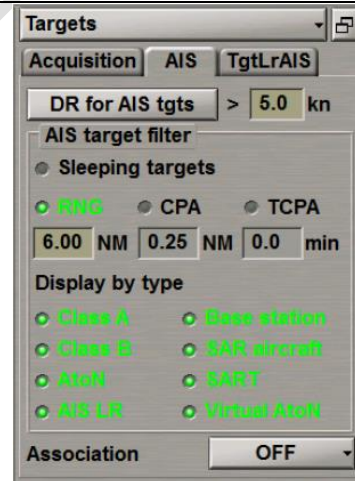 Targets
Acquisition AIS TgtLrAIS
DR for AIS tgts > 5.0 kn
AIS target filter
Sleeping targets
RNG CPA TCPA
6.00 NM 0.25 NM 0.0 min
Display by type
Class A Base station
Class B SAR aircraft
AtoN SART
AIS LR Virtual AtoN
Association OFF